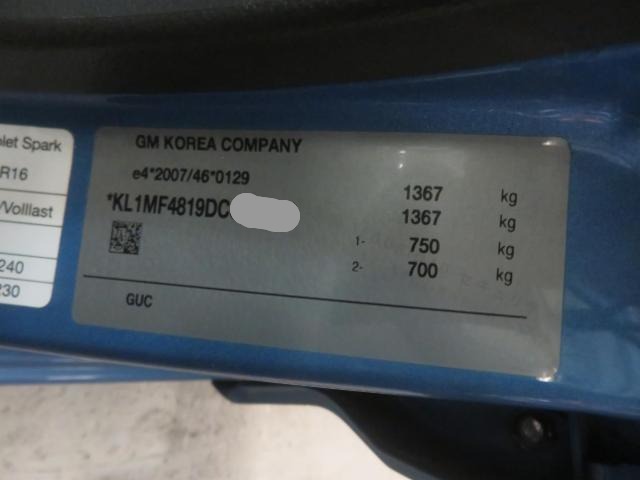 GM KOREA COMPANY
e4*2007/46*0129
*KL1MF4819DC
1367 kg
1367
1- 750 kg
2- 700 kg
GUC
let Spark
R16
/Volllast
240
230